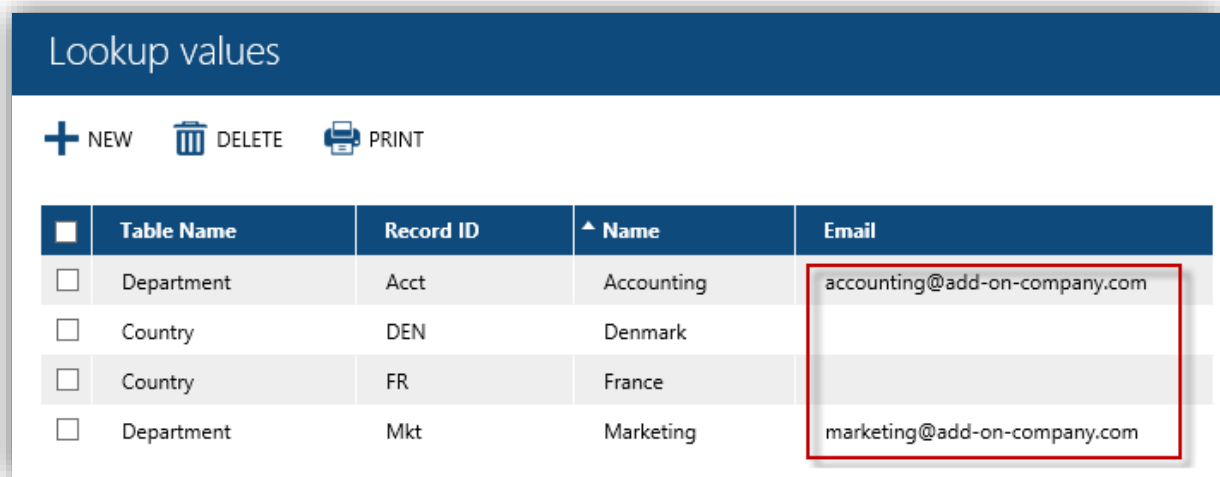 Lookup values
NEW DELETE PRINT
Table Name Record ID Name Email
Department Acct Accounting accounting@add-on-company.com
Country DEN Denmark
Country FR France
Department Mkt Marketing marketing@add-on-company.com